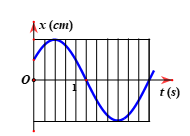 x (cm)
O
1
t (s)